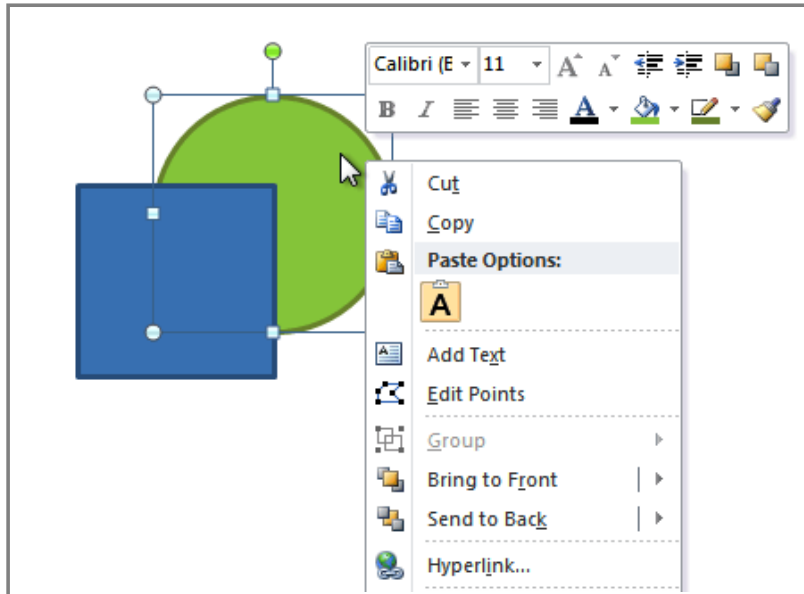 Calibri (E 11 A A
B I A
Cut
Copy
Paste Options:
A
Add Text
Edit Points
Group
Bring to Front
Send to Back
Hyperlink...